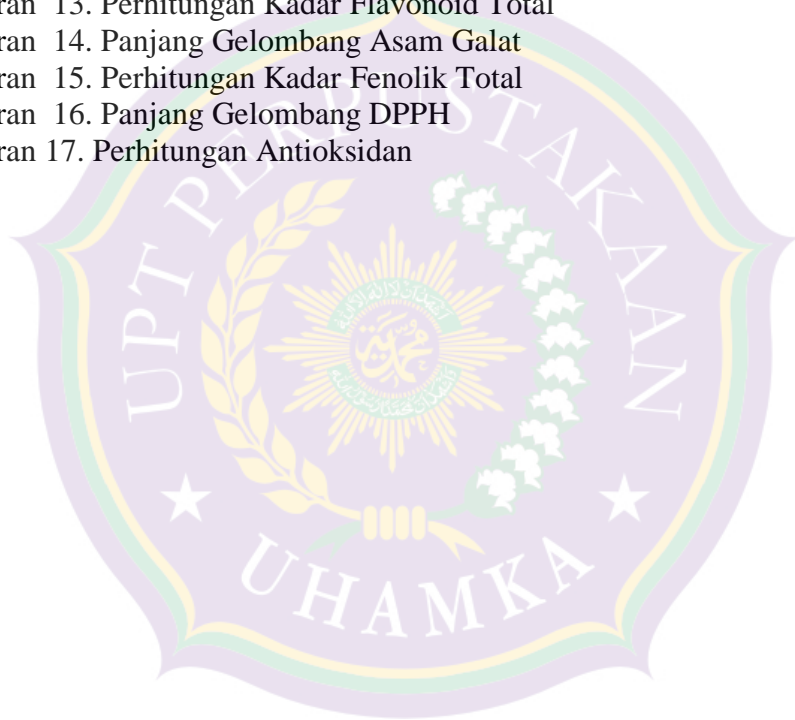 ran 13. Perhitungan Kadar Flavonoid Total
ran 14. Panjang Gelombang Asam Galat
ran 15. Perhitungan Kadar Fenolik Total
ran 16. Panjang Gelombang DPPH
ran 17. Perhitungan Antioksidan
UPT PERPUSTAKAAN
UHAMKA